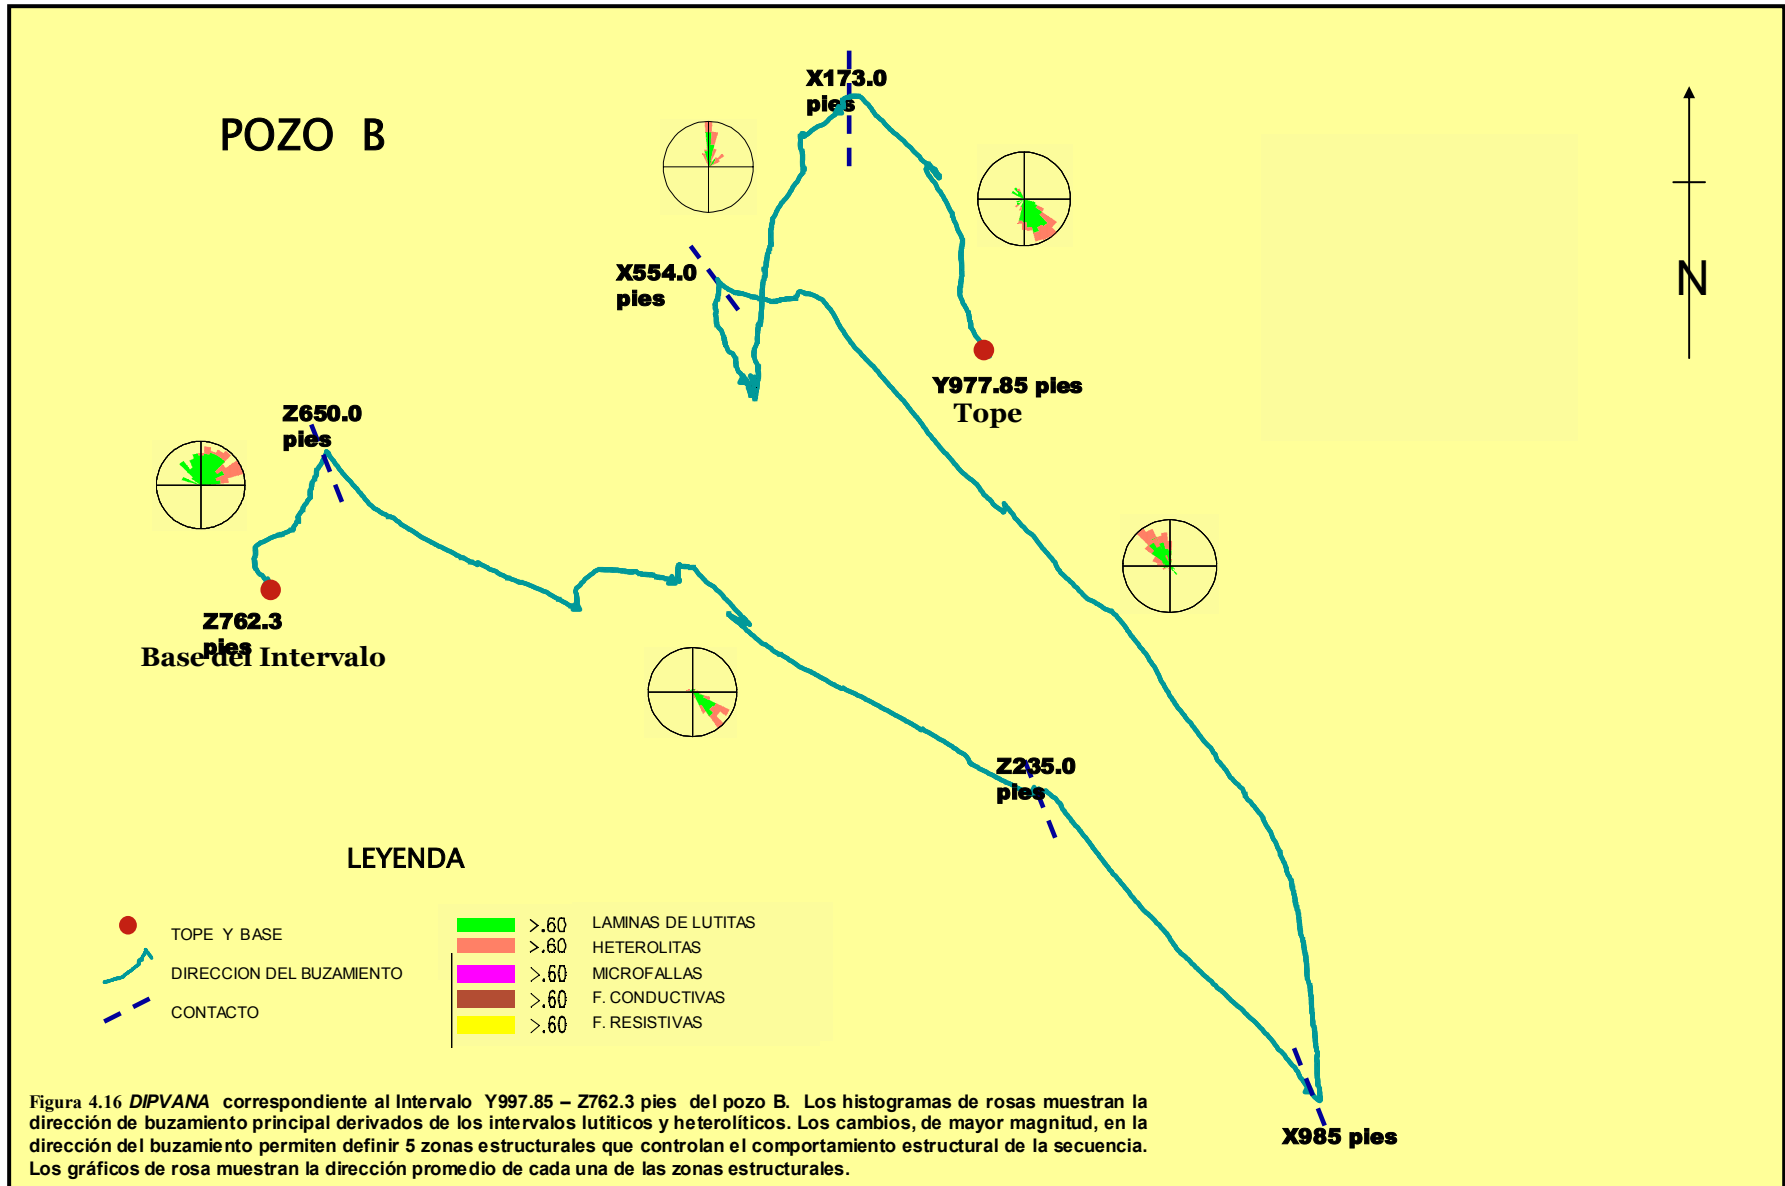 POZO B
X173.0
pies
X554.0
pies
N
Y977.85 pies
Tope
Z650.0
pies
Z762.3
pies
Base del Intervalo
Z235.0
pies
X985 pies
LEYENDA
TOPE Y BASE
DIRECCION DEL BUZAMIENTO
CONTACTO
>.60 LAMINAS DE LUTITAS
>.60 HETEROLITAS
>.60 MICROFALLAS
>.60 F. CONDUCTIVAS
>.60 F. RESISTIVAS
Figura 4.16 DIPVANA correspondiente al Intervalo Y997.85 – Z762.3 pies del pozo B. Los histogramas de rosas muestran la
dirección de buzamiento principal derivados de los intervalos lutiticos y heterolíticos. Los cambios, de mayor magnitud, en la
dirección del buzamiento permiten definir 5 zonas estructurales que controlan el comportamiento estructural de la secuencia.
Los gráficos de rosa muestran la dirección promedio de cada una de las zonas estructurales.